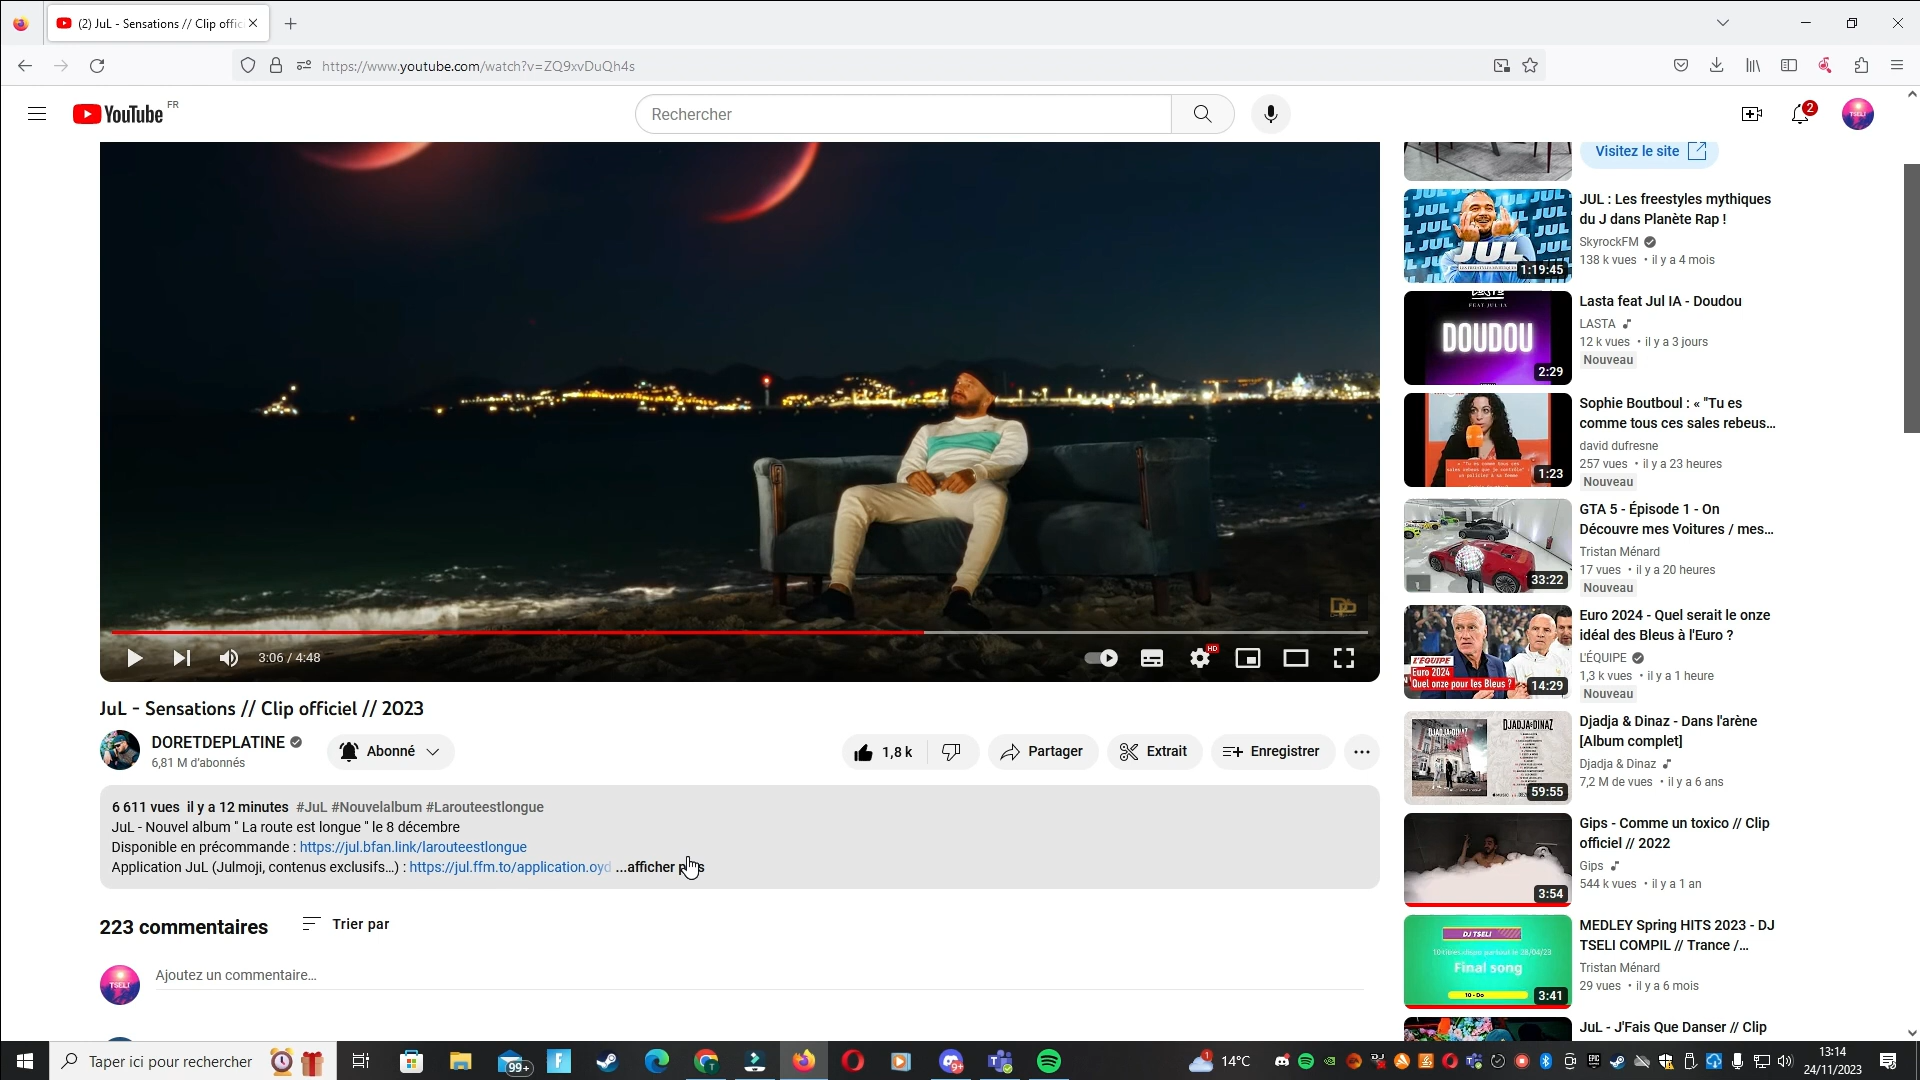 (2) JuL - Sensations // Clip offic
https://www.youtube.com/watch?v=ZQ9xvDuQh4s
YouTube FR
Rechercher
2
TSELI
Visitez le site
JUL
1:19:45
JUL : Les freestyles mythiques
du J dans Planète Rap !
SkyrockFM
138 k vues • il y a 4 mois
FEAT JUL IA
DOUDOU
2:29
Lasta feat Jul IA - Doudou
LASTA
12 k vues • il y a 3 jours
Nouveau
1:23
Sophie Boutboul : « "Tu es
comme tous ces sales rebeus...
david dufresne
257 vues • il y a 23 heures
Nouveau
33:22
GTA 5 - Épisode 1 - On
Découvre mes Voitures / mes...
Tristan Ménard
17 vues • il y a 20 heures
Nouveau
L'ÉQUIPE
Euro 2024
Quel onze pour les Bleus ?
14:29
Euro 2024 - Quel serait le onze
idéal des Bleus à l'Euro ?
L'ÉQUIPE
1,3 k vues • il y a 1 heure
Nouveau
DJADJA & DINAZ
59:55
Djadja & Dinaz - Dans l'arène
[Album complet]
Djadja & Dinaz
7,2 M de vues • il y a 6 ans
3:54
Gips - Comme un toxico // Clip
officiel // 2022
Gips
544 k vues • il y a 1 an
DJ TSELI
Final song
3:41
MEDLEY Spring HITS 2023 - DJ
TSELI COMPIL // Trance /...
Tristan Ménard
29 vues • il y a 6 mois
JuL - J'Fais Que Danser // Clip
3:06 / 4:48
HD
JuL - Sensations // Clip officiel // 2023
DORETDEPLATINE
6,81 M d'abonnés
Abonné
1,8 k
Partager
Extrait
Enregistrer
6 611 vues il y a 12 minutes #JuL #Nouvelalbum #Larouteestlongue
JuL - Nouvel album " La route est longue " le 8 décembre
Disponible en précommande : https://jul.bfan.link/larouteestlongue
Application JuL (Julmoji, contenus exclusifs...) : https://jul.ffm.to/application.oyd ...afficher
223 commentaires
Trier par
TSELI
Ajoutez un commentaire...
Taper ici pour rechercher
99+
9+
14°C
13:14
24/11/2023